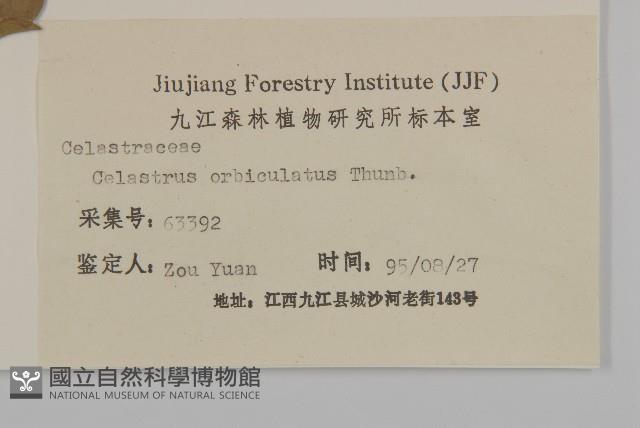 Jiujiang Forestry Institute (JJF)
九江森林植物研究所标本室
Celastraceae
Celastrus orbiculatus Thunb.
采集号: 63392
鉴定人: Zou Yuan 时间: 95/08/27
地址: 江西九江县城沙河老街143号
國立自然科學博物館
NATIONAL MUSEUM OF NATURAL SCIENCE